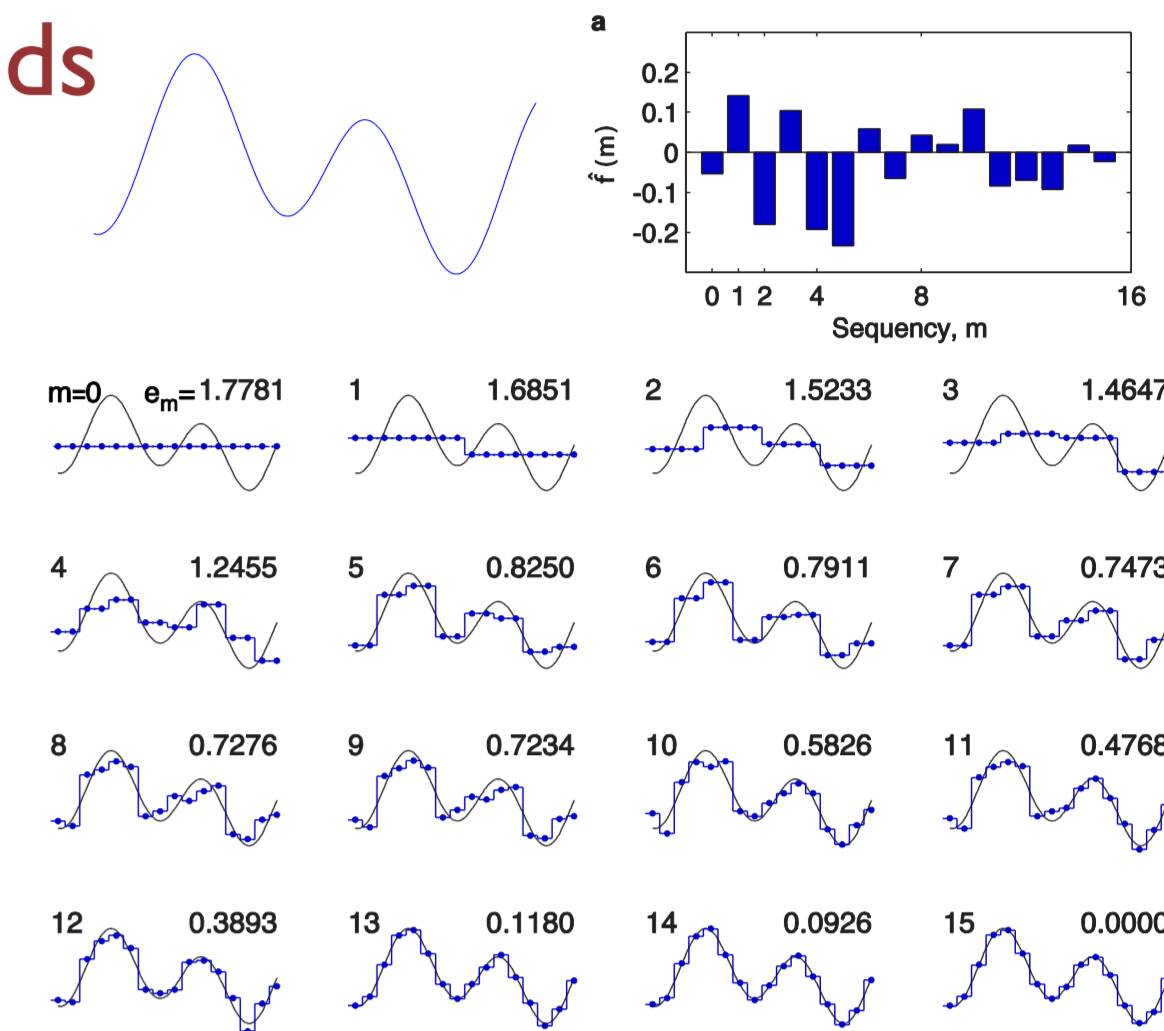 ds
a
0.2
0.1
0
-0.1
-0.2
f̂ (m)
0 1 2 4 8 16
Sequency, m
m=0 eₘ=1.7781 1 1.6851 2 1.5233 3 1.4647
4 1.2455 5 0.8250 6 0.7911 7 0.7473
8 0.7276 9 0.7234 10 0.5826 11 0.4768
12 0.3893 13 0.1180 14 0.0926 15 0.0000